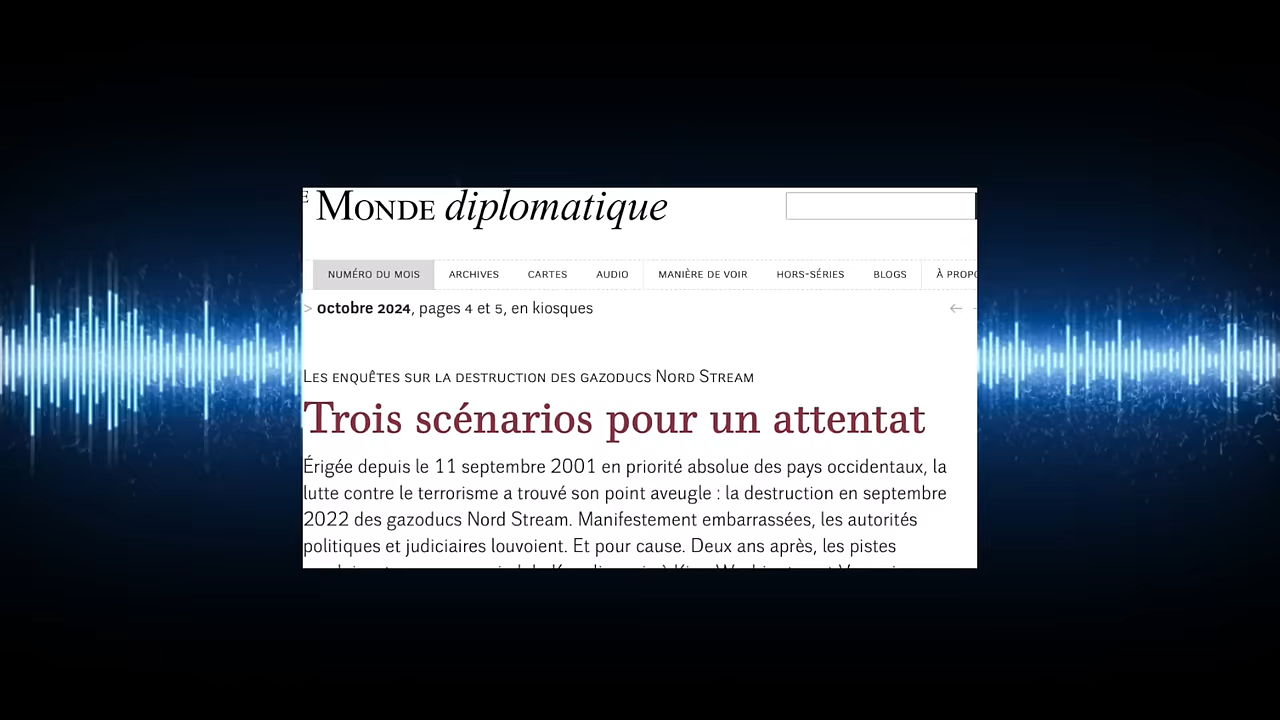 Monde diplomatique
NUMÉRO DU MOIS ARCHIVES CARTES AUDIO MANIÈRE DE VOIR HORS-SÉRIES BLOGS
> octobre 2024, pages 4 et 5, en kiosques
Les enquêtes sur la destruction des gazoducs Nord Stream
Trois scénarios pour un attentat
Érigée depuis le 11 septembre 2001 en priorité absolue des pays occidentaux, la
lutte contre le terrorisme a trouvé son point aveugle : la destruction en septembre
2022 des gazoducs Nord Stream. Manifestement embarrassées, les autorités
politiques et judiciaires louvoient. Et pour cause. Deux ans après, les pistes